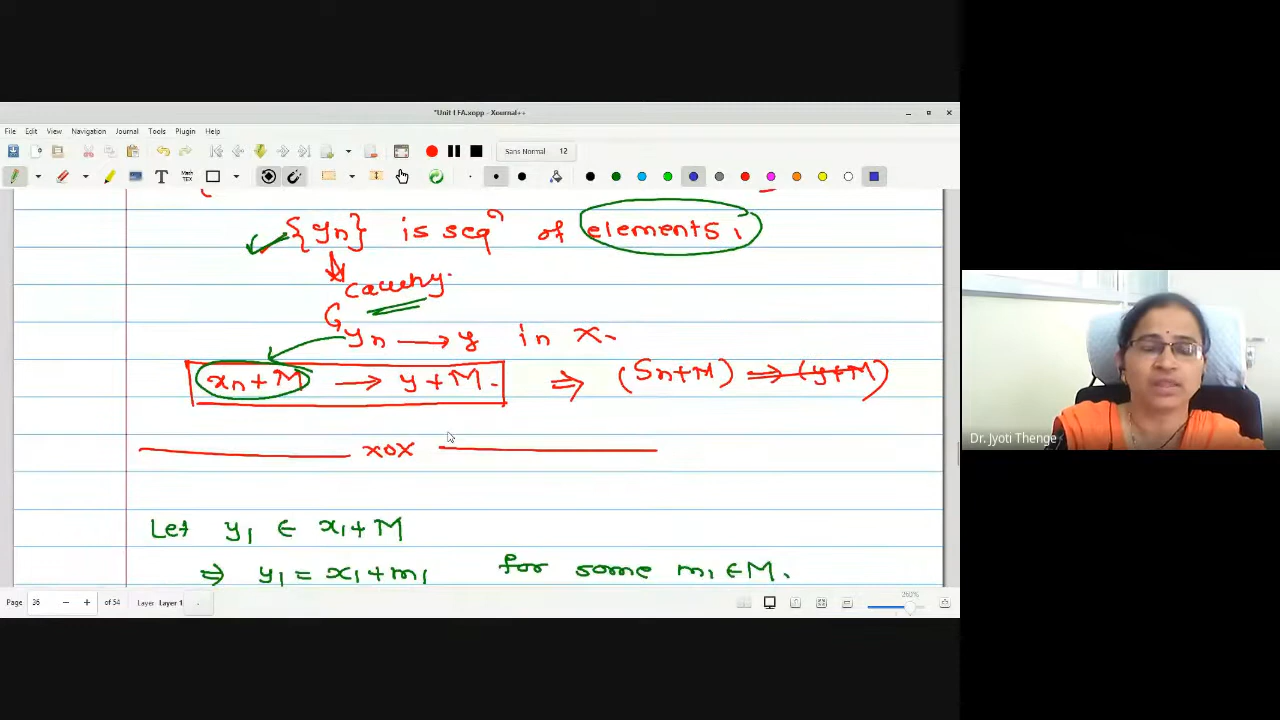 *Unit I FA.xopp - Xournal++
File Edit View Navigation Journal Tools Plugin Help
Sans Normal 12
{yn} is seqn of elements.
Cauchy.
yn → y in X.
xn+M → y+M. ⇒ (Sn+M) ⇒ (y+M)
xox
Let y1 ∈ x1+M
⇒ y1 = x1+m1 for some m1 ∈ M.
Page 36 of 54 Layer Layer 1 260%
Dr. Jyoti Thenge